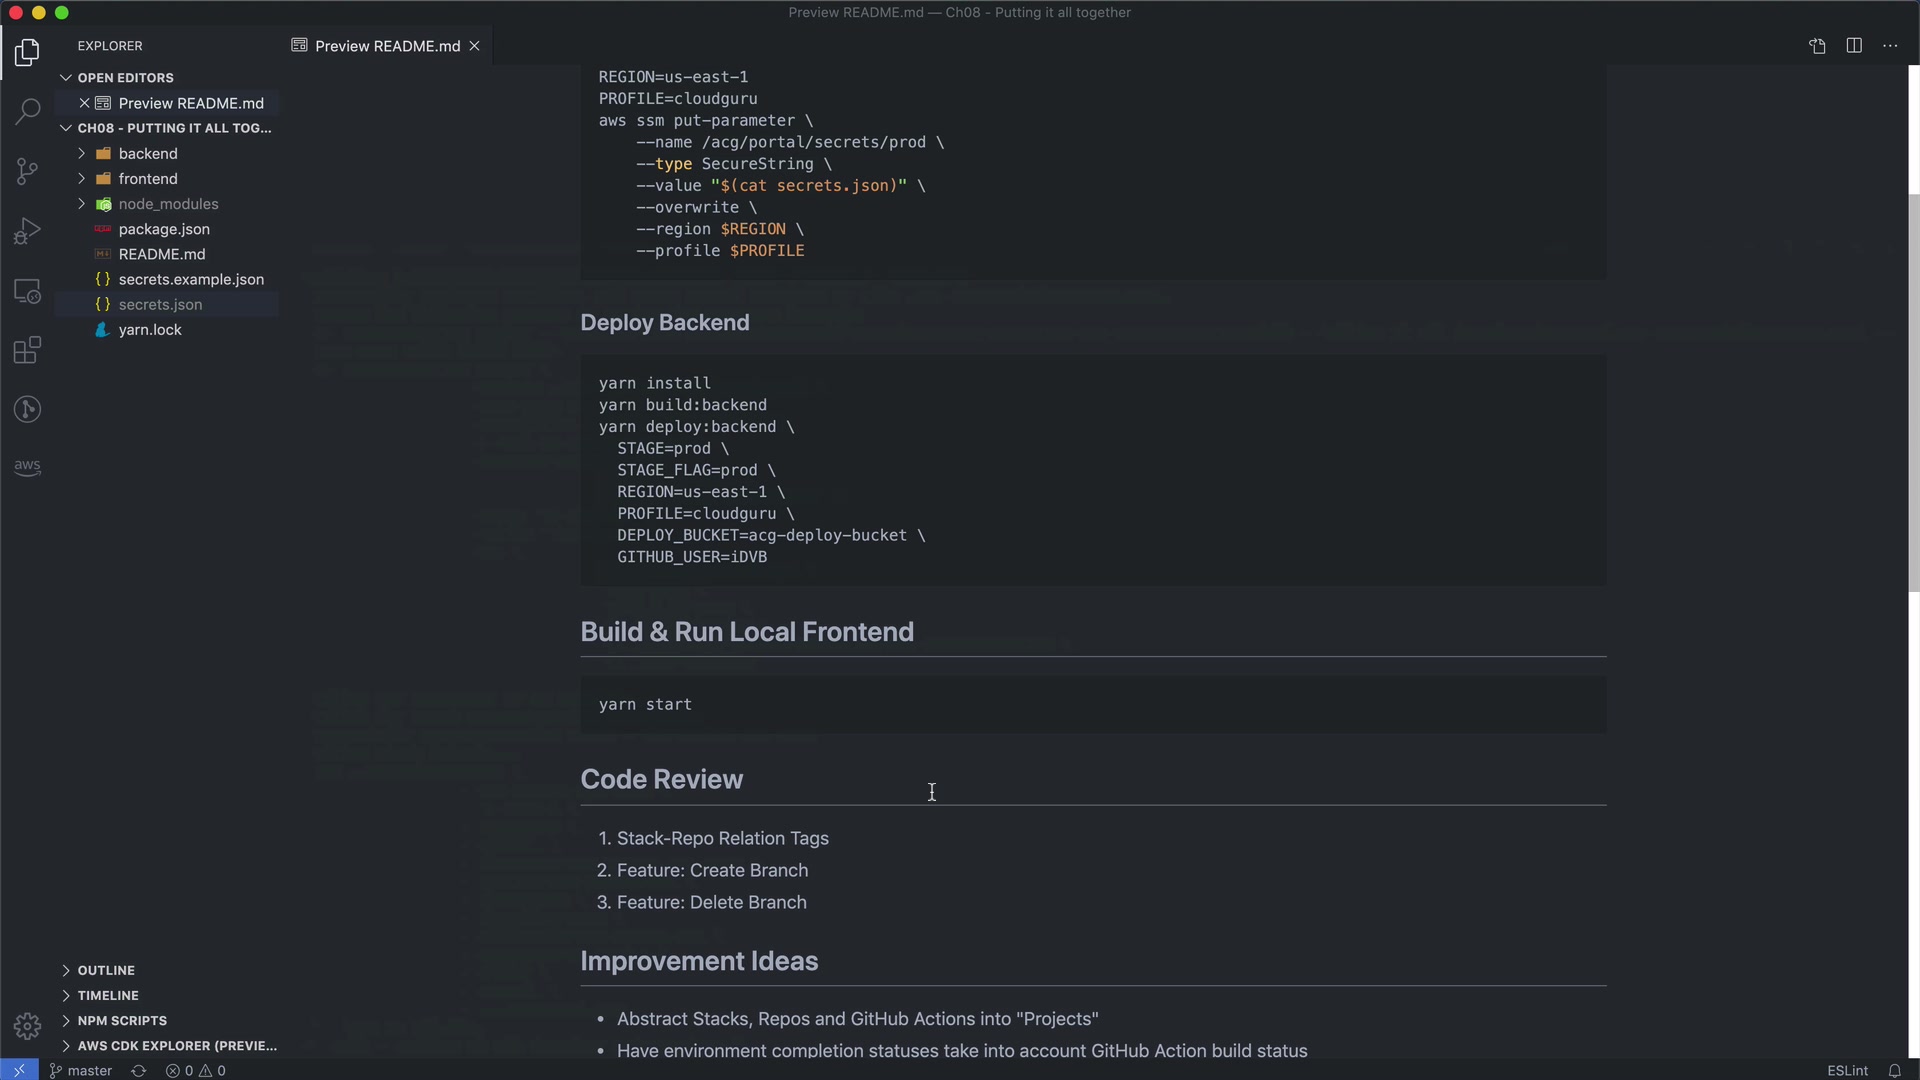 Preview README.md — Ch08 - Putting it all together
EXPLORER
Preview README.md
OPEN EDITORS
Preview README.md
CH08 - PUTTING IT ALL TOG...
backend
frontend
node_modules
package.json
README.md
secrets.example.json
secrets.json
yarn.lock
aws
OUTLINE
TIMELINE
NPM SCRIPTS
AWS CDK EXPLORER (PREVIE...
REGION=us-east-1
PROFILE=cloudguru
aws ssm put-parameter \
--name /acg/portal/secrets/prod \
--type SecureString \
--value "$(cat secrets.json)" \
--overwrite \
--region $REGION \
--profile $PROFILE
Deploy Backend
yarn install
yarn build:backend
yarn deploy:backend \
STAGE=prod \
STAGE_FLAG=prod \
REGION=us-east-1 \
PROFILE=cloudguru \
DEPLOY_BUCKET=acg-deploy-bucket \
GITHUB_USER=iDVB
Build & Run Local Frontend
yarn start
Code Review
1. Stack-Repo Relation Tags
2. Feature: Create Branch
3. Feature: Delete Branch
Improvement Ideas
• Abstract Stacks, Repos and GitHub Actions into "Projects"
• Have environment completion statuses take into account GitHub Action build status
master 0 0 ESLint